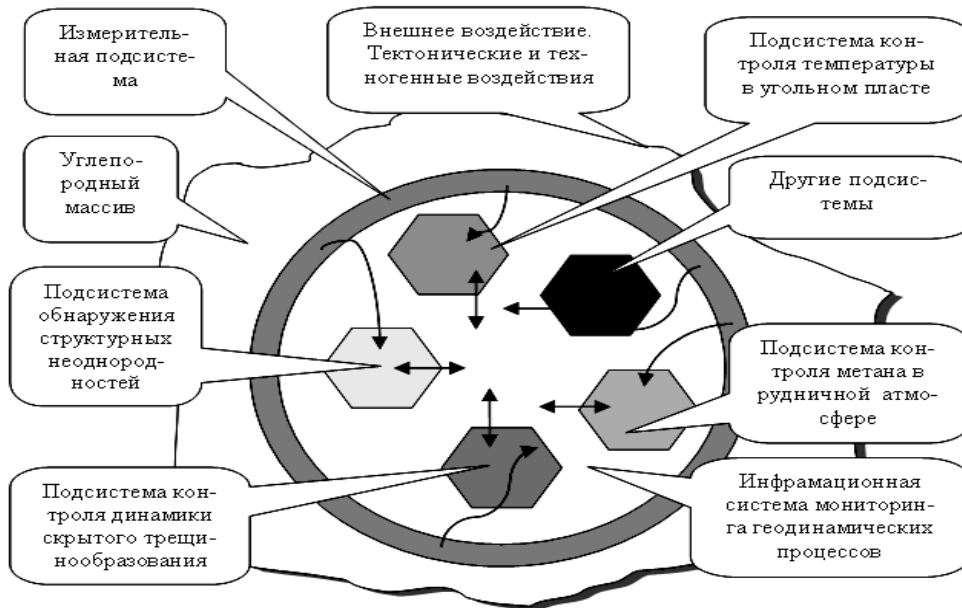 Измеритель-
ная подсисте-
ма
Внешнее воздействие.
Тектонические и тех-
ногенные воздействия
Подсистема кон-
троля температуры
в угольном пласте
Углепо-
родный
массив
Другие подсис-
темы
Подсистема
обнаружения
структурных
неоднород-
ностей
Подсистема кон-
троля метана в
рудничной атмо-
сфере
Подсистема кон-
троля динамики
скрытого трещи-
нообразования
Инфрамационная
система мониторин-
га геодинамических
процессов